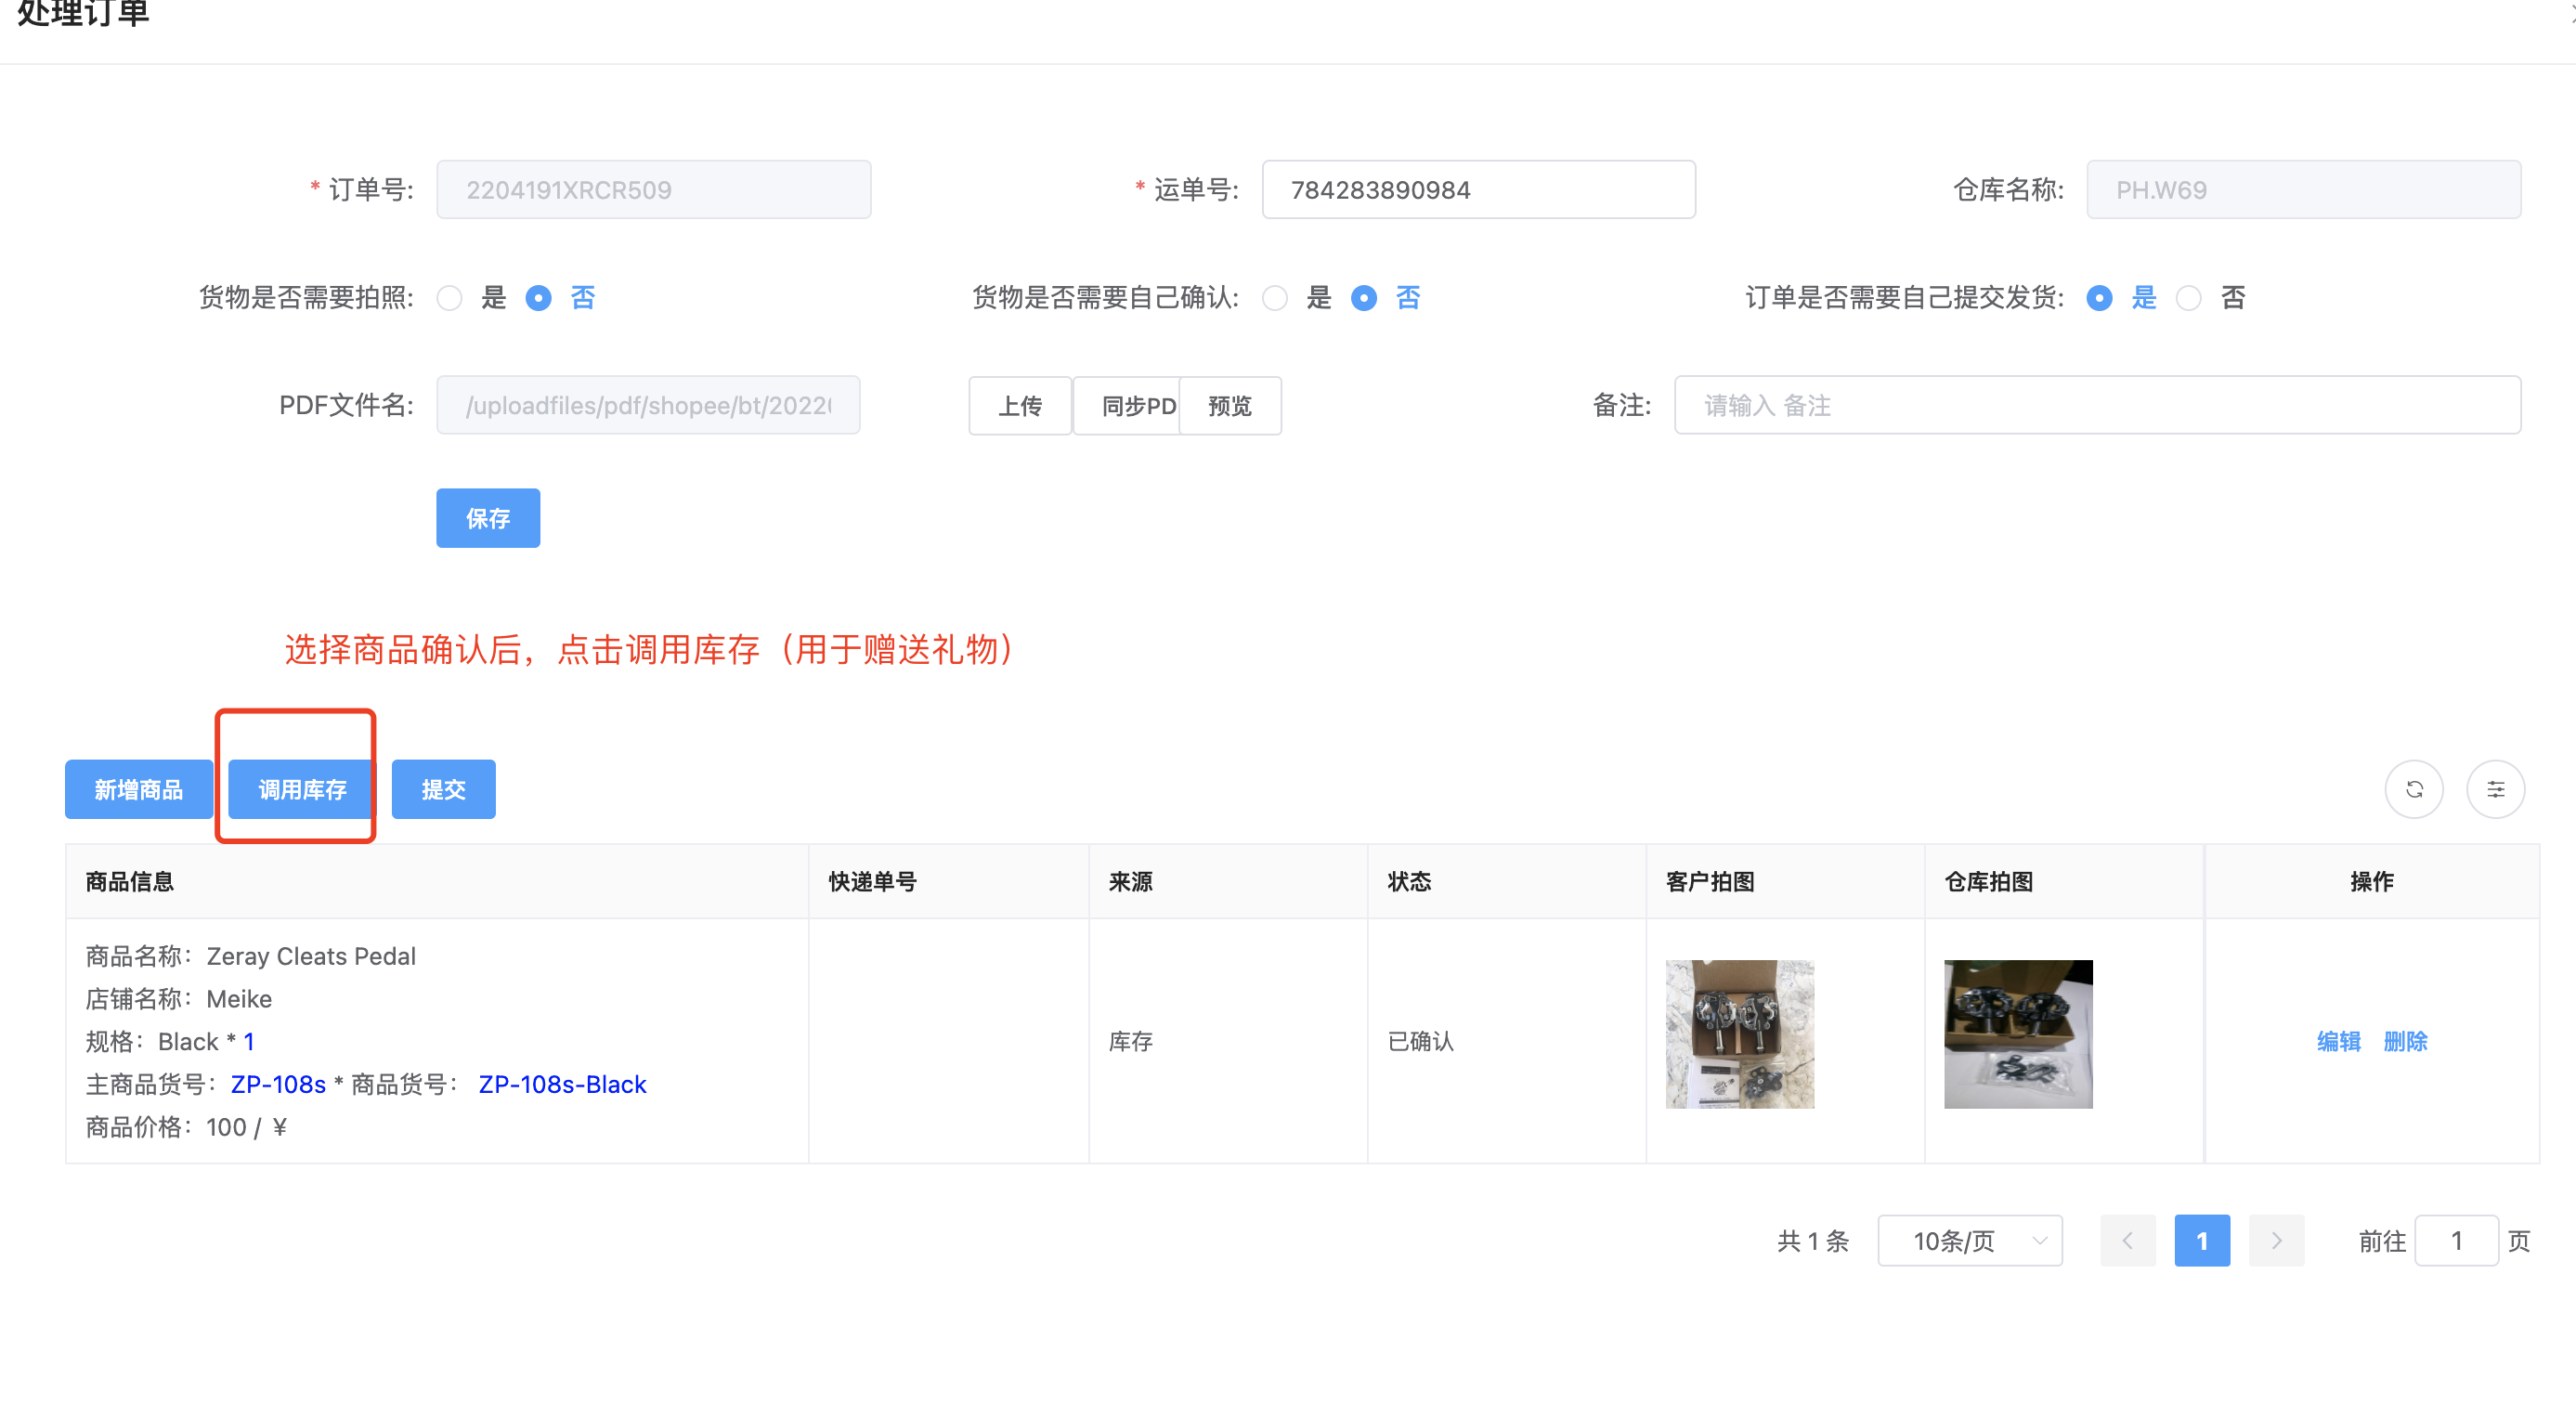 处理订单
* 订单号: 2204191XRCR509
* 运单号: 784283890984
仓库名称: PH.W69
货物是否需要拍照: 是 否
货物是否需要自己确认: 是 否
订单是否需要自己提交发货: 是 否
PDF文件名: /uploadfiles/pdf/shopee/bt/2022
上传 同步PD 预览
备注: 请输入 备注
保存
选择商品确认后，点击调用库存（用于赠送礼物）
新增商品 调用库存 提交
商品信息 快递单号 来源 状态 客户拍图 仓库拍图 操作
商品名称：Zeray Cleats Pedal
店铺名称：Meike
规格：Black * 1
主商品货号： ZP-108s * 商品货号： ZP-108s-Black
商品价格：100 / ￥
库存
已确认
编辑 删除
共 1 条 10条/页 1 前往 1 页